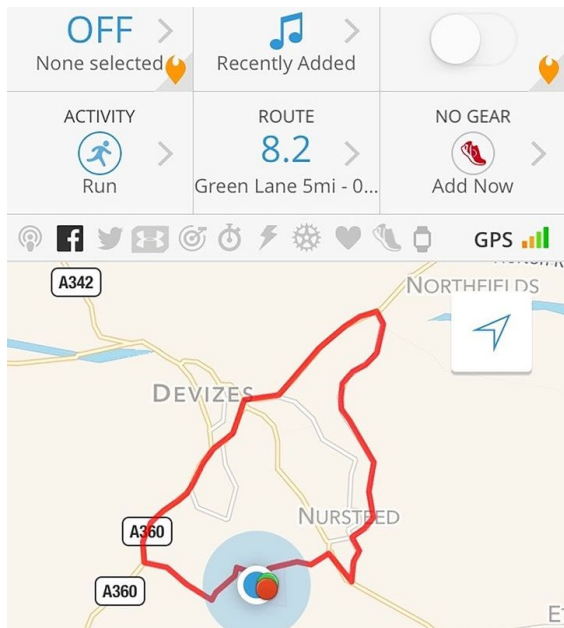 OFF
None selected
Recently Added
ACTIVITY
ROUTE
NO GEAR
8.2
Run
Green Lane 5mi - 0...
Add Now
GPS
A342
NORTHFIELDS
DEVIZES
NURSTEED
A360
A360